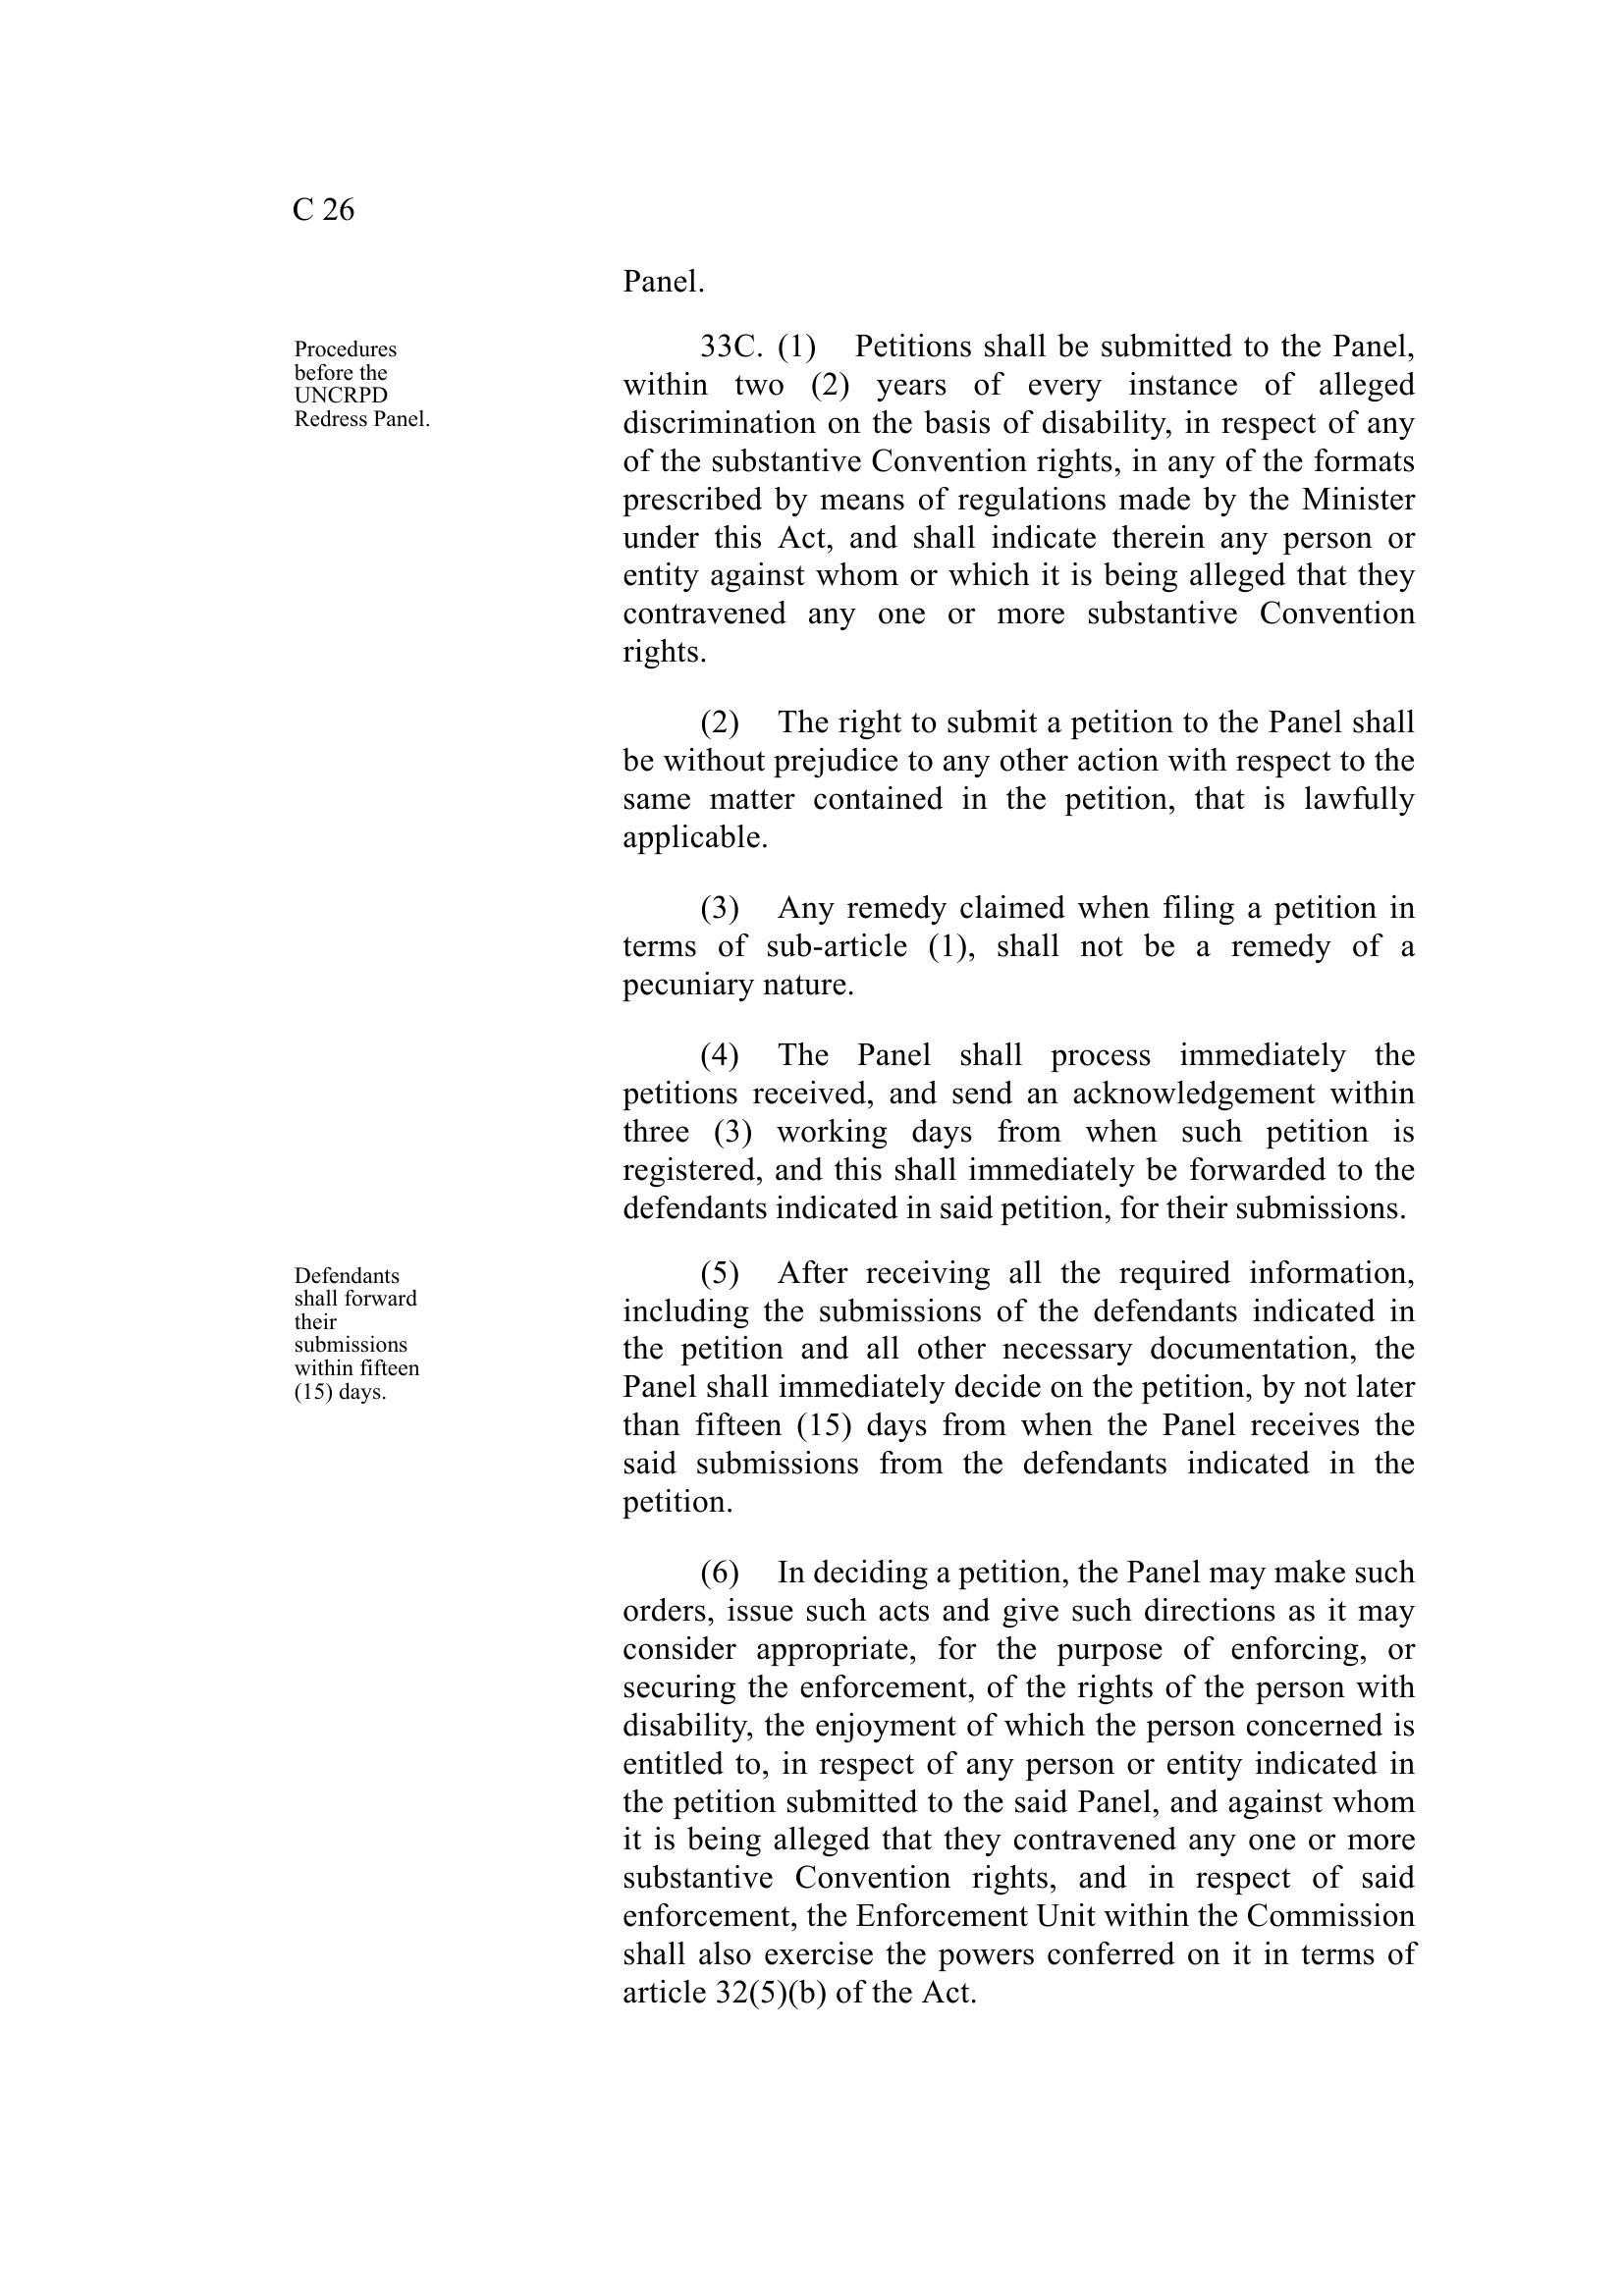 C 26
Panel.
Procedures
before the
UNCRPD
Redress Panel.
33C. (1) Petitions shall be submitted to the Panel,
within two (2) years of every instance of alleged
discrimination on the basis of disability, in respect of any
of the substantive Convention rights, in any of the formats
prescribed by means of regulations made by the Minister
under this Act, and shall indicate therein any person or
entity against whom or which it is being alleged that they
contravened any one or more substantive Convention
rights.
(2) The right to submit a petition to the Panel shall
be without prejudice to any other action with respect to the
same matter contained in the petition, that is lawfully
applicable.
(3) Any remedy claimed when filing a petition in
terms of sub-article (1), shall not be a remedy of a
pecuniary nature.
(4) The Panel shall process immediately the
petitions received, and send an acknowledgement within
three (3) working days from when such petition is
registered, and this shall immediately be forwarded to the
defendants indicated in said petition, for their submissions.
Defendants
shall forward
their
submissions
within fifteen
(15) days.
(5) After receiving all the required information,
including the submissions of the defendants indicated in
the petition and all other necessary documentation, the
Panel shall immediately decide on the petition, by not later
than fifteen (15) days from when the Panel receives the
said submissions from the defendants indicated in the
petition.
(6) In deciding a petition, the Panel may make such
orders, issue such acts and give such directions as it may
consider appropriate, for the purpose of enforcing, or
securing the enforcement, of the rights of the person with
disability, the enjoyment of which the person concerned is
entitled to, in respect of any person or entity indicated in
the petition submitted to the said Panel, and against whom
it is being alleged that they contravened any one or more
substantive Convention rights, and in respect of said
enforcement, the Enforcement Unit within the Commission
shall also exercise the powers conferred on it in terms of
article 32(5)(b) of the Act.